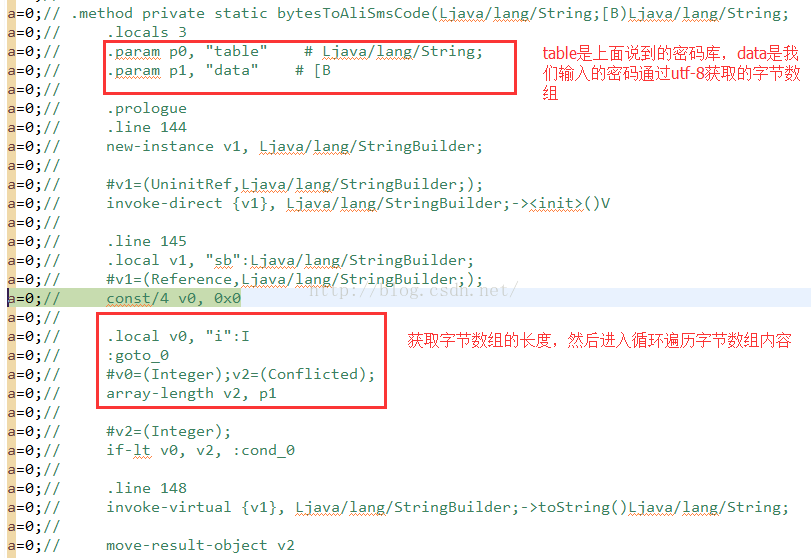 a=0;// .method private static bytesToAliSmsCode(Ljava/lang/String;[B)Ljava/lang/String;
a=0;//     .locals 3
a=0;//     .param p0, "table"    # Ljava/lang/String;
a=0;//     .param p1, "data"    # [B
table是上面说到的密码库，data是我
们输入的密码通过utf-8获取的字节数
组
a=0;//
a=0;//     .prologue
a=0;//     .line 144
a=0;//     new-instance v1, Ljava/lang/StringBuilder;
a=0;//
a=0;//     #v1=(UninitRef,Ljava/lang/StringBuilder;);
a=0;//     invoke-direct {v1}, Ljava/lang/StringBuilder;-><init>()V
a=0;//
a=0;//     .line 145
a=0;//     .local v1, "sb":Ljava/lang/StringBuilder;
a=0;//     #v1=(Reference,Ljava/lang/StringBuilder;);
a=0;//     const/4 v0, 0x0
http://blog.csdn.net/
a=0;//
a=0;//     .local v0, "i":I
a=0;//     :goto_0
获取字节数组的长度，然后进入循环遍历字节数组内容
a=0;//     #v0=(Integer);v2=(Conflicted);
a=0;//     array-length v2, p1
a=0;//
a=0;//     #v2=(Integer);
a=0;//     if-lt v0, v2, :cond_0
a=0;//
a=0;//     .line 148
a=0;//     invoke-virtual {v1}, Ljava/lang/StringBuilder;->toString()Ljava/lang/String;
a=0;//
a=0;//     move-result-object v2